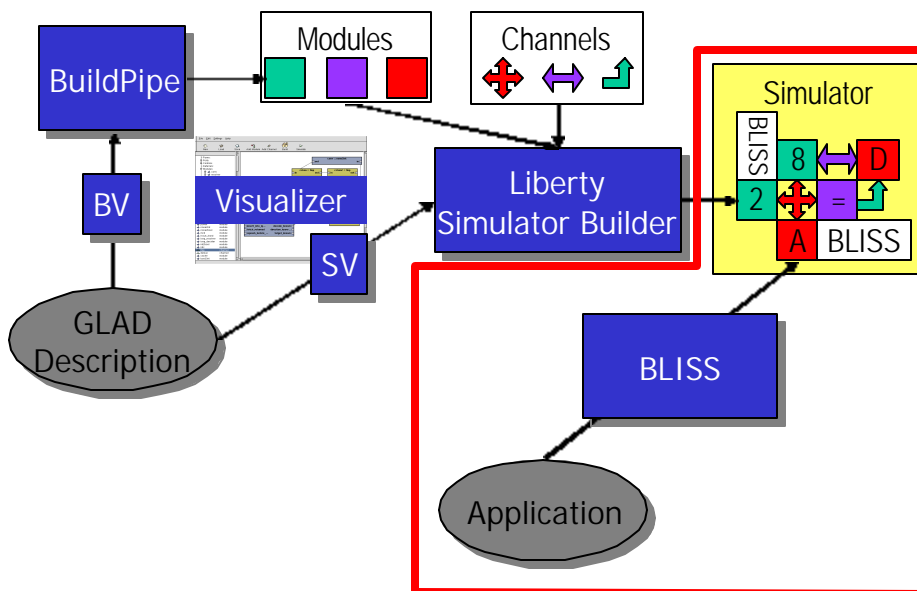 Modules
Channels
BuildPipe
Simulator
BLISS
8
D
Liberty
Simulator Builder
2
=
BV
Visualizer
A
BLISS
SV
GLAD
Description
BLISS
Application